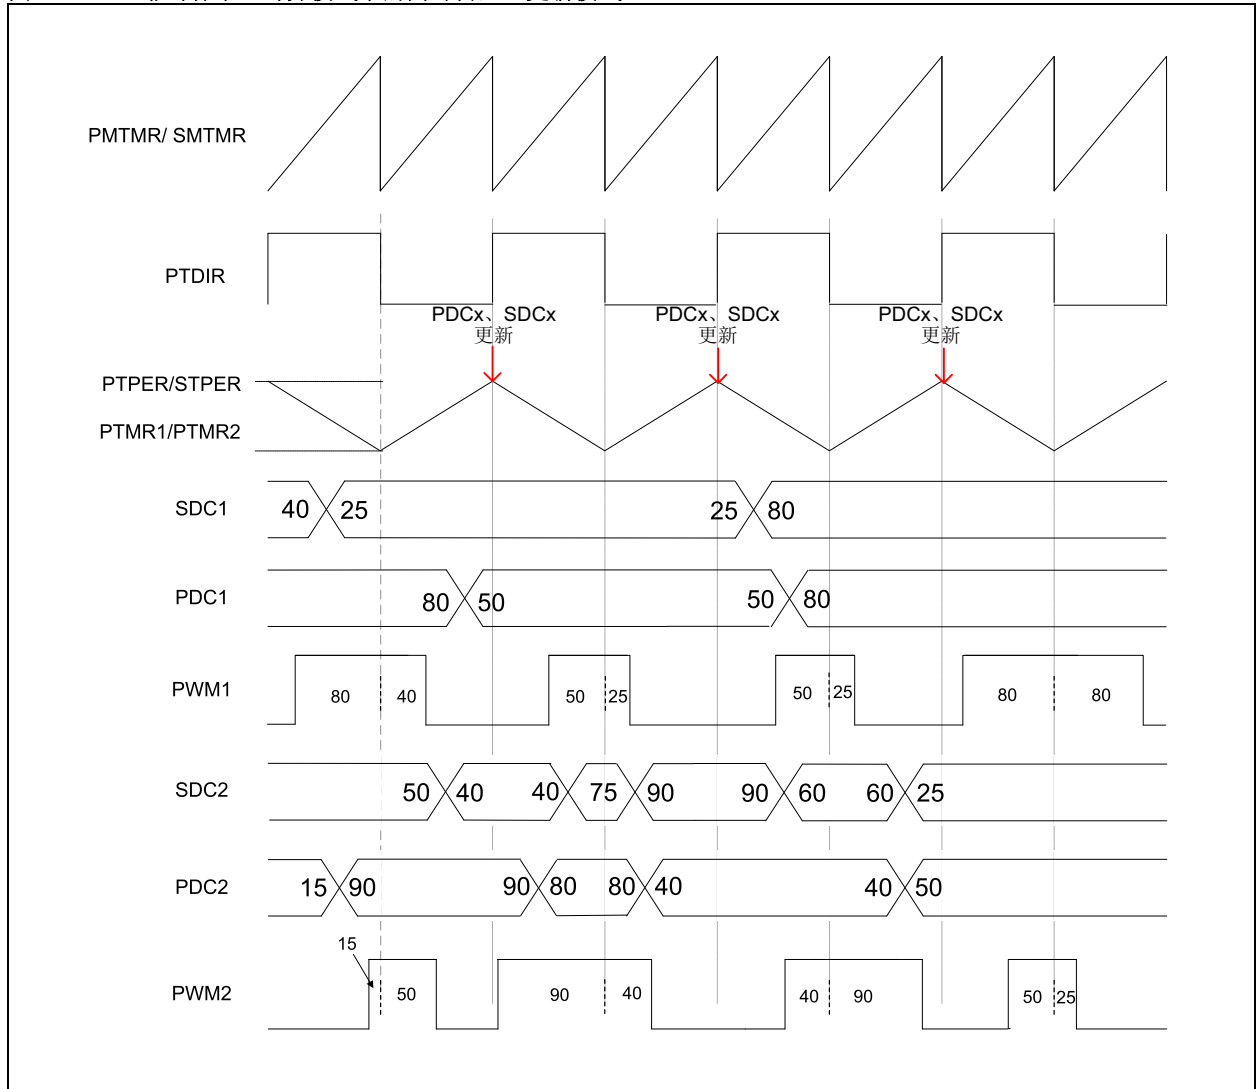 PMTMR/ SMTMR
PTDIR
PDCx、SDCx
更新
PDCx、SDCx
更新
PDCx、SDCx
更新
PTPER/STPER
PTMR1/PTMR2
SDC1
40 25 25 80
PDC1
80 50 50 80
PWM1
80 40 50 25 50 25 80 80
SDC2
50 40 40 75 90 90 60 60 25
PDC2
15 90 90 80 80 40 40 50
15
PWM2
50 90 40 40 90 50 25